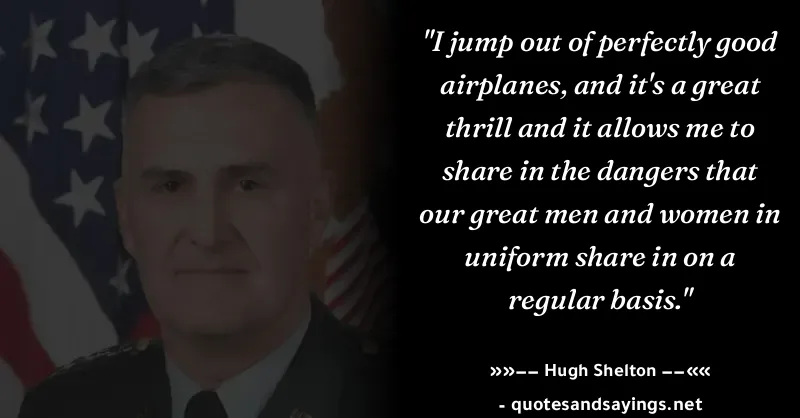 "I jump out of perfectly good
airplanes, and it's a great
thrill and it allows me to
share in the dangers that
our great men and women in
uniform share in on a
regular basis."
»»–– Hugh Shelton ––««
- quotesandsayings.net